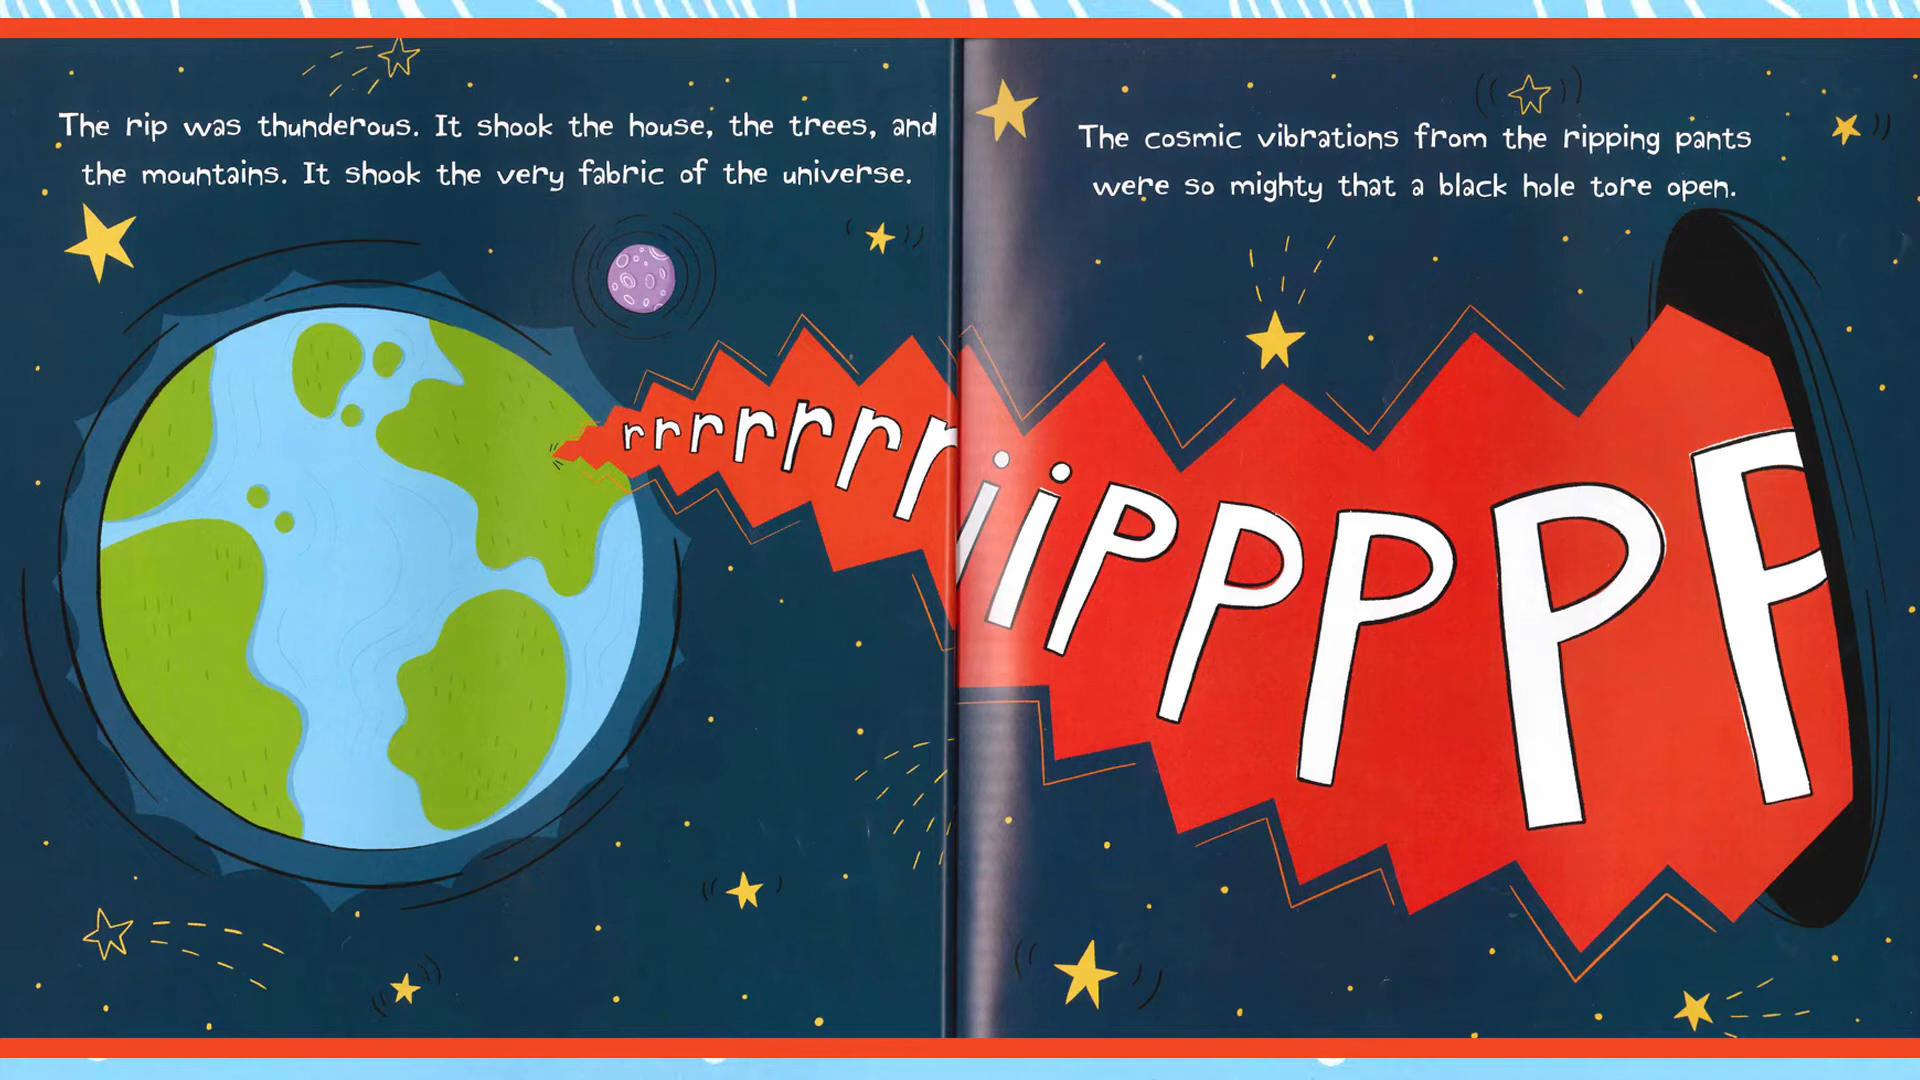 The rip was thunderous. It shook the house, the trees, and
the mountains. It shook the very fabric of the universe.
The cosmic vibrations from the ripping pants
were so mighty that a black hole tore open.
rrrrrrriiPPPPP